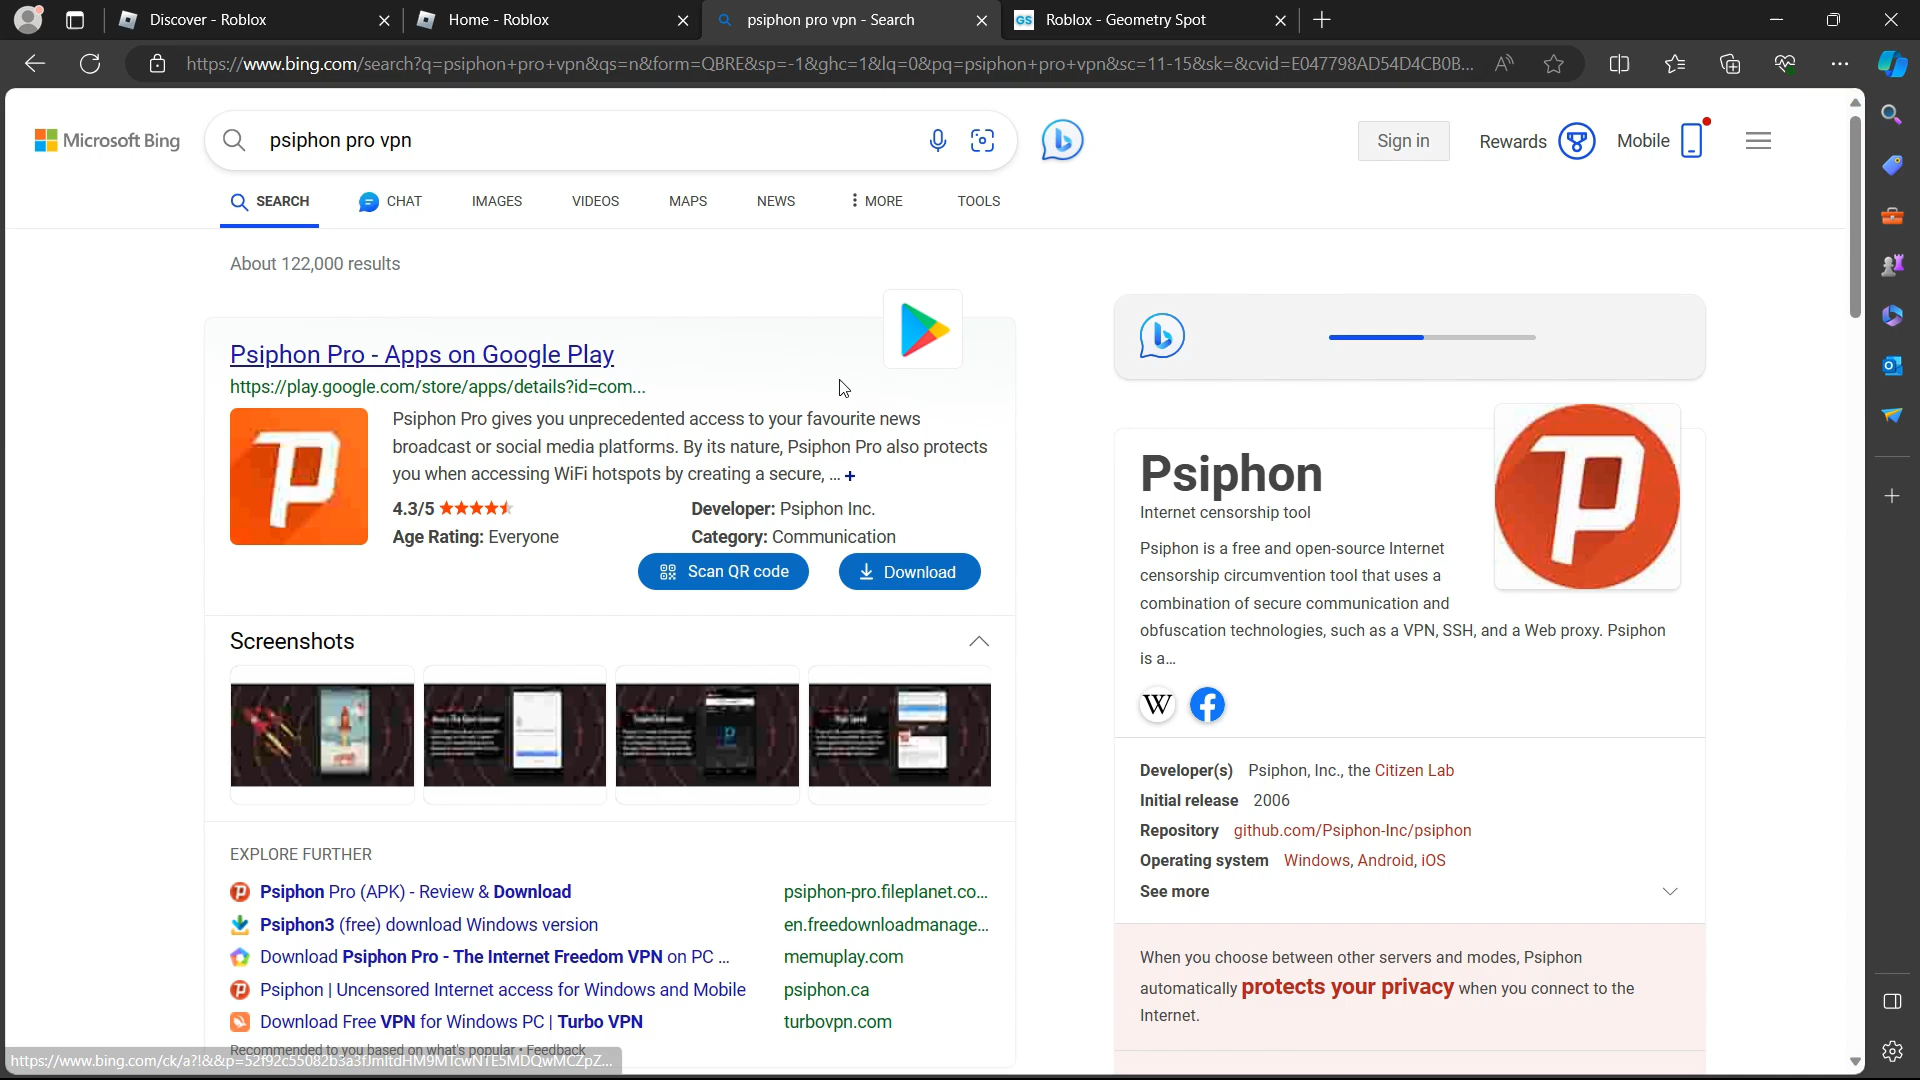 Discover - Roblox
Home - Roblox
psiphon pro vpn - Search
GS Roblox - Geometry Spot
https://www.bing.com/search?q=psiphon+pro+vpn&qs=n&form=QBRE&sp=-1&ghc=1&lq=0&pq=psiphon+pro+vpn&sc=11-15&sk=&cvid=E047798AD54D4CB0B...
Microsoft Bing
psiphon pro vpn
Sign in
Rewards
Mobile
SEARCH
CHAT
IMAGES
VIDEOS
MAPS
NEWS
MORE
TOOLS
About 122,000 results
Psiphon Pro - Apps on Google Play
https://play.google.com/store/apps/details?id=com...
Psiphon Pro gives you unprecedented access to your favourite news
broadcast or social media platforms. By its nature, Psiphon Pro also protects
you when accessing WiFi hotspots by creating a secure, ... +
4.3/5
Developer: Psiphon Inc.
Age Rating: Everyone
Category: Communication
Scan QR code
Download
Screenshots
EXPLORE FURTHER
Psiphon Pro (APK) - Review & Download
psiphon-pro.fileplanet.co...
Psiphon3 (free) download Windows version
en.freedownloadmanage...
Download Psiphon Pro - The Internet Freedom VPN on PC ...
memuplay.com
Psiphon | Uncensored Internet access for Windows and Mobile
psiphon.ca
Download Free VPN for Windows PC | Turbo VPN
turbovpn.com
Recommended to you based on what's popular • Feedback
Psiphon
Internet censorship tool
Psiphon is a free and open-source Internet
censorship circumvention tool that uses a
combination of secure communication and
obfuscation technologies, such as a VPN, SSH, and a Web proxy. Psiphon
is a...
W
Developer(s) Psiphon, Inc., the Citizen Lab
Initial release 2006
Repository github.com/Psiphon-Inc/psiphon
Operating system Windows, Android, iOS
See more
When you choose between other servers and modes, Psiphon
automatically protects your privacy when you connect to the
Internet.